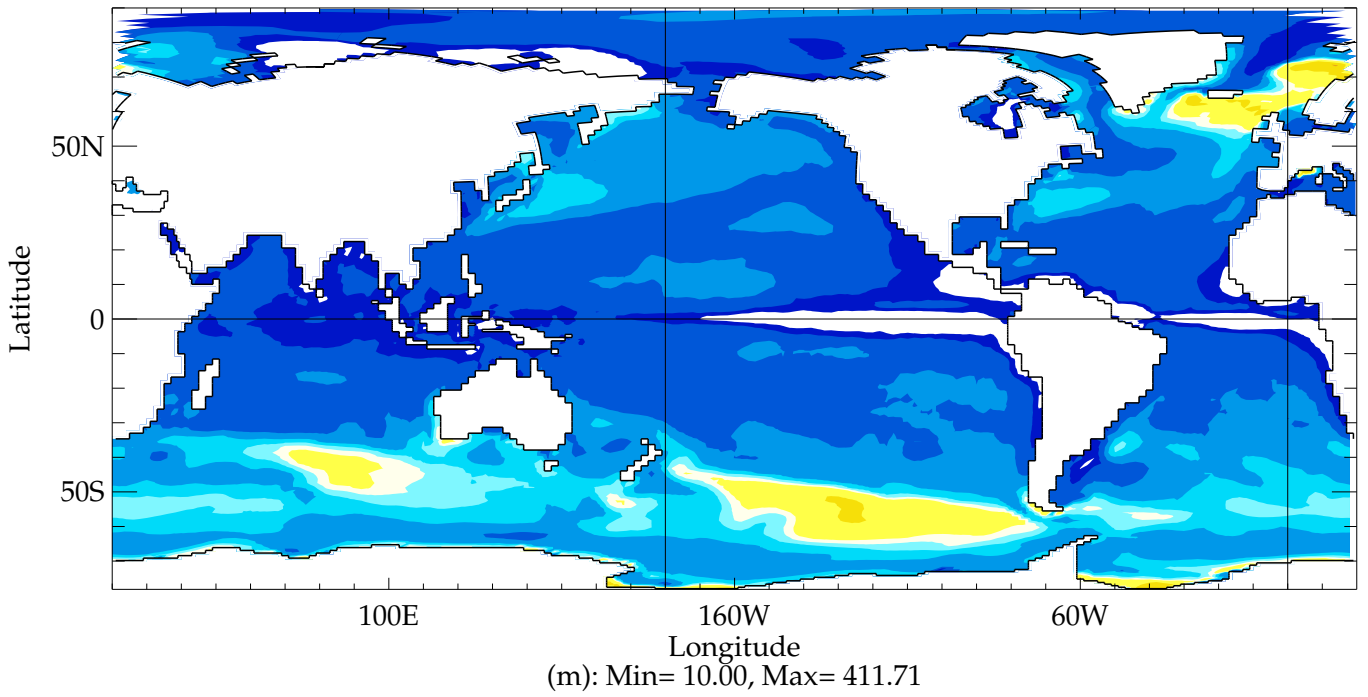 50N
0
50S
Latitude
100E 160W 60W
Longitude
(m): Min= 10.00, Max= 411.71